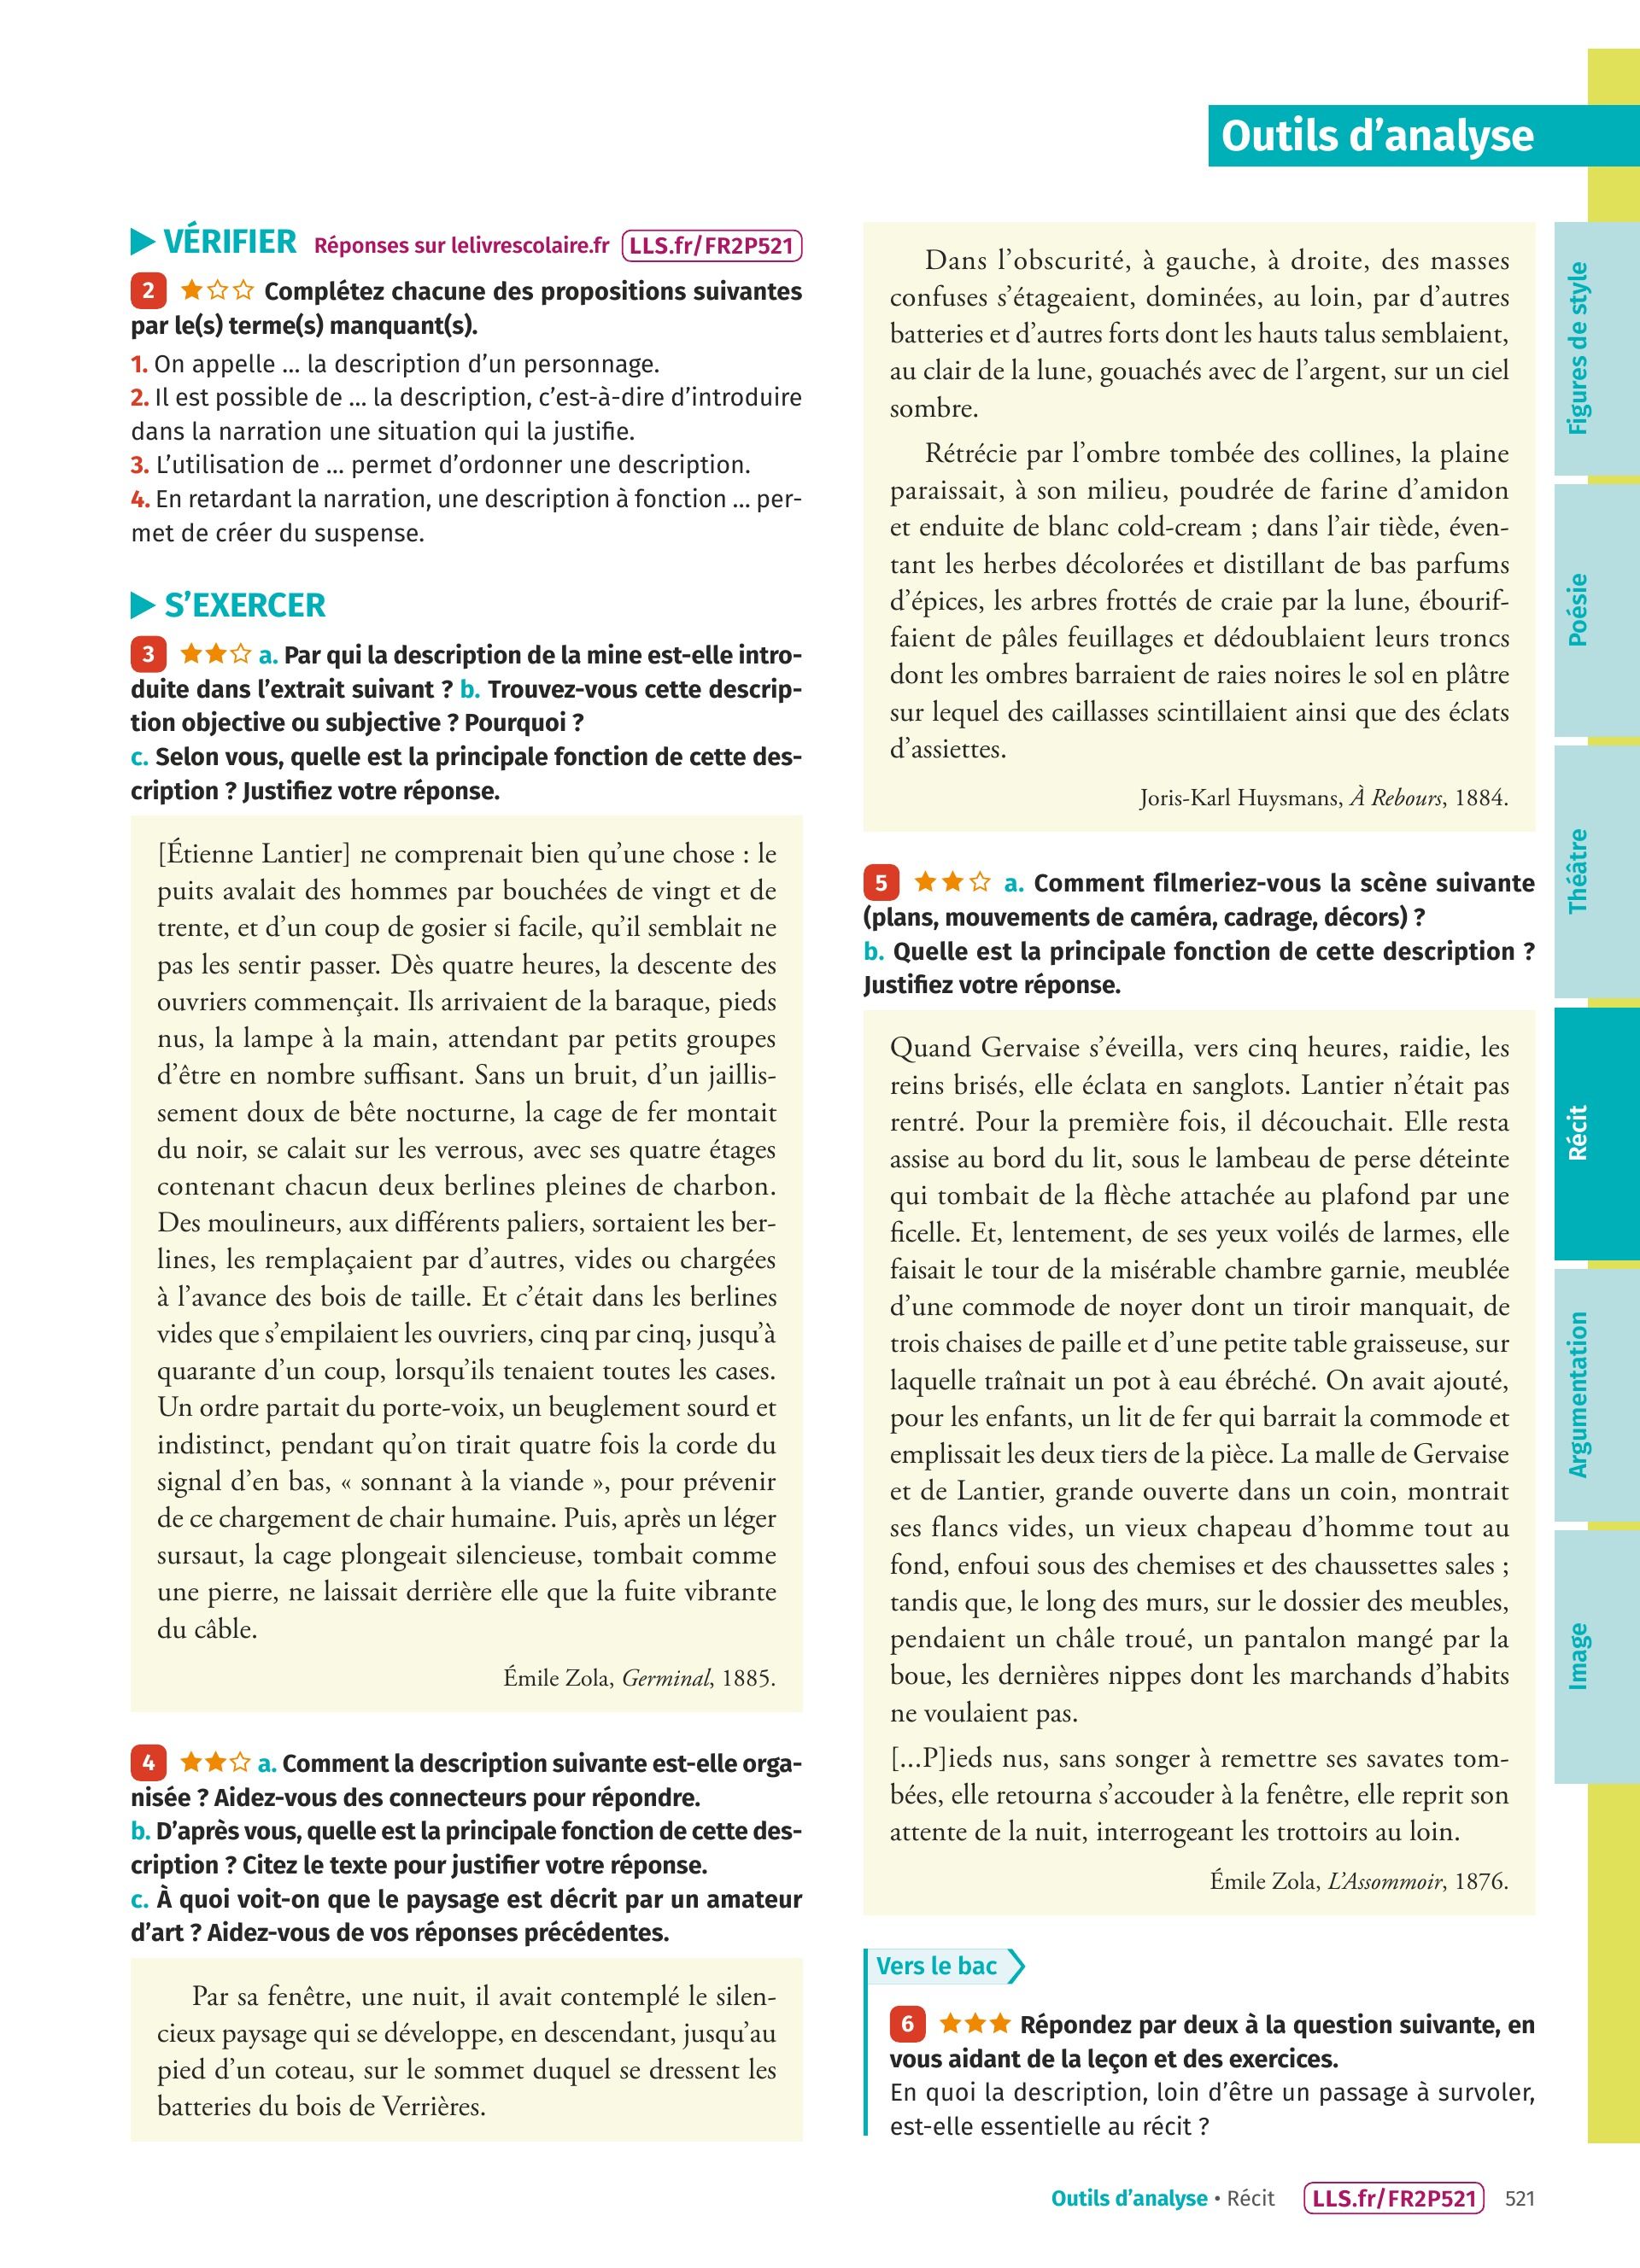 Outils d’analyse
▶ VÉRIFIER Réponses sur lelivrescolaire.fr LLS.fr/FR2P521
2 ★☆☆ Complétez chacune des propositions suivantes
par le(s) terme(s) manquant(s).
1. On appelle ... la description d’un personnage.
2. Il est possible de ... la description, c’est-à-dire d’introduire
dans la narration une situation qui la justifie.
3. L’utilisation de ... permet d’ordonner une description.
4. En retardant la narration, une description à fonction ... per-
met de créer du suspense.
▶ S’EXERCER
3 ★★☆ a. Par qui la description de la mine est-elle intro-
duite dans l’extrait suivant ? b. Trouvez-vous cette descrip-
tion objective ou subjective ? Pourquoi ?
c. Selon vous, quelle est la principale fonction de cette des-
cription ? Justifiez votre réponse.
[Étienne Lantier] ne comprenait bien qu’une chose : le
puits avalait des hommes par bouchées de vingt et de
trente, et d’un coup de gosier si facile, qu’il semblait ne
pas les sentir passer. Dès quatre heures, la descente des
ouvriers commençait. Ils arrivaient de la baraque, pieds
nus, la lampe à la main, attendant par petits groupes
d’être en nombre suffisant. Sans un bruit, d’un jaillis-
sement doux de bête nocturne, la cage de fer montait
du noir, se calait sur les verrous, avec ses quatre étages
contenant chacun deux berlines pleines de charbon.
Des moulineurs, aux différents paliers, sortaient les ber-
lines, les remplaçaient par d’autres, vides ou chargées
à l’avance des bois de taille. Et c’était dans les berlines
vides que s’empilaient les ouvriers, cinq par cinq, jusqu’à
quarante d’un coup, lorsqu’ils tenaient toutes les cases.
Un ordre partait du porte-voix, un beuglement sourd et
indistinct, pendant qu’on tirait quatre fois la corde du
signal d’en bas, « sonnant à la viande », pour prévenir
de ce chargement de chair humaine. Puis, après un léger
sursaut, la cage plongeait silencieuse, tombait comme
une pierre, ne laissait derrière elle que la fuite vibrante
du câble.
Émile Zola, Germinal, 1885.
4 ★★☆ a. Comment la description suivante est-elle orga-
nisée ? Aidez-vous des connecteurs pour répondre.
b. D’après vous, quelle est la principale fonction de cette des-
cription ? Citez le texte pour justifier votre réponse.
c. À quoi voit-on que le paysage est décrit par un amateur
d’art ? Aidez-vous de vos réponses précédentes.
Par sa fenêtre, une nuit, il avait contemplé le silen-
cieux paysage qui se développe, en descendant, jusqu’au
pied d’un coteau, sur le sommet duquel se dressent les
batteries du bois de Verrières.
Dans l’obscurité, à gauche, à droite, des masses
confuses s’étageaient, dominées, au loin, par d’autres
batteries et d’autres forts dont les hauts talus semblaient,
au clair de la lune, gouachés avec de l’argent, sur un ciel
sombre.
Rétrécie par l’ombre tombée des collines, la plaine
paraissait, à son milieu, poudrée de farine d’amidon
et enduite de blanc cold-cream ; dans l’air tiède, éven-
tant les herbes décolorées et distillant de bas parfums
d’épices, les arbres frottés de craie par la lune, ébourif-
faient de pâles feuillages et dédoublaient leurs troncs
dont les ombres barraient de raies noires le sol en plâtre
sur lequel des caillasses scintillaient ainsi que des éclats
d’assiettes.
Joris-Karl Huysmans, À Rebours, 1884.
5 ★★☆ a. Comment filmeriez-vous la scène suivante
(plans, mouvements de caméra, cadrage, décors) ?
b. Quelle est la principale fonction de cette description ?
Justifiez votre réponse.
Quand Gervaise s’éveilla, vers cinq heures, raidie, les
reins brisés, elle éclata en sanglots. Lantier n’était pas
rentré. Pour la première fois, il découchait. Elle resta
assise au bord du lit, sous le lambeau de perse déteinte
qui tombait de la flèche attachée au plafond par une
ficelle. Et, lentement, de ses yeux voilés de larmes, elle
faisait le tour de la misérable chambre garnie, meublée
d’une commode de noyer dont un tiroir manquait, de
trois chaises de paille et d’une petite table graisseuse, sur
laquelle traînait un pot à eau ébréché. On avait ajouté,
pour les enfants, un lit de fer qui barrait la commode et
emplissait les deux tiers de la pièce. La malle de Gervaise
et de Lantier, grande ouverte dans un coin, montrait
ses flancs vides, un vieux chapeau d’homme tout au
fond, enfoui sous des chemises et des chaussettes sales ;
tandis que, le long des murs, sur le dossier des meubles,
pendaient un châle troué, un pantalon mangé par la
boue, les dernières nippes dont les marchands d’habits
ne voulaient pas.
[...P]ieds nus, sans songer à remettre ses savates tom-
bées, elle retourna s’accouder à la fenêtre, elle reprit son
attente de la nuit, interrogeant les trottoirs au loin.
Émile Zola, L’Assommoir, 1876.
Vers le bac
6 ★★★ Répondez par deux à la question suivante, en
vous aidant de la leçon et des exercices.
En quoi la description, loin d’être un passage à survoler,
est-elle essentielle au récit ?
Figures de style
Poésie
Théâtre
Récit
Argumentation
Image
Outils d’analyse • Récit LLS.fr/FR2P521 521